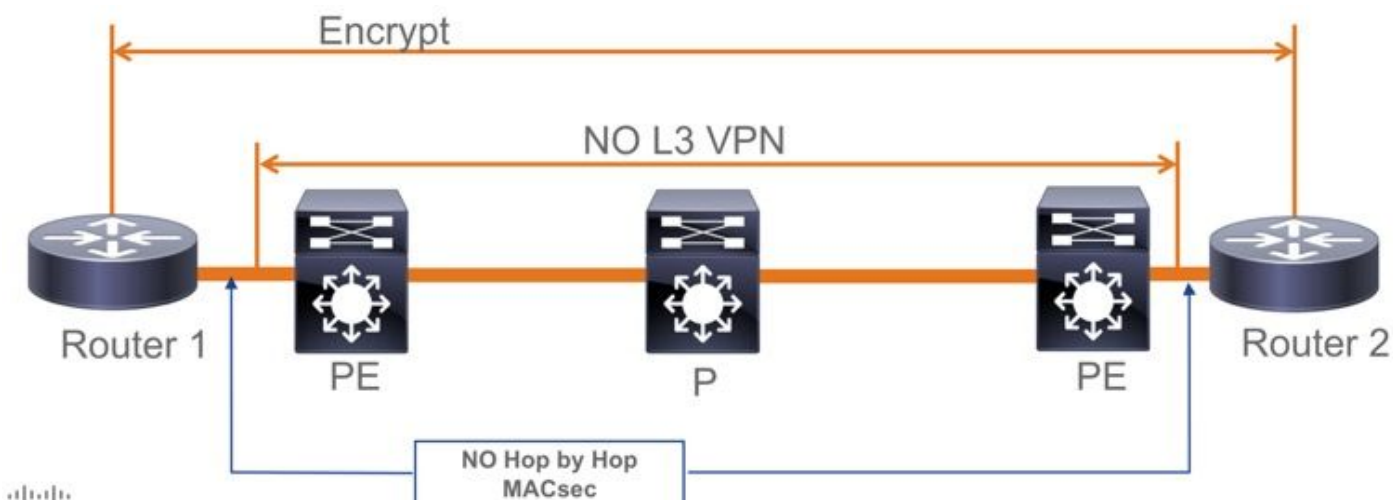 Encrypt
NO L3 VPN
Router 1
PE
P
PE
Router 2
NO Hop by Hop
MACsec